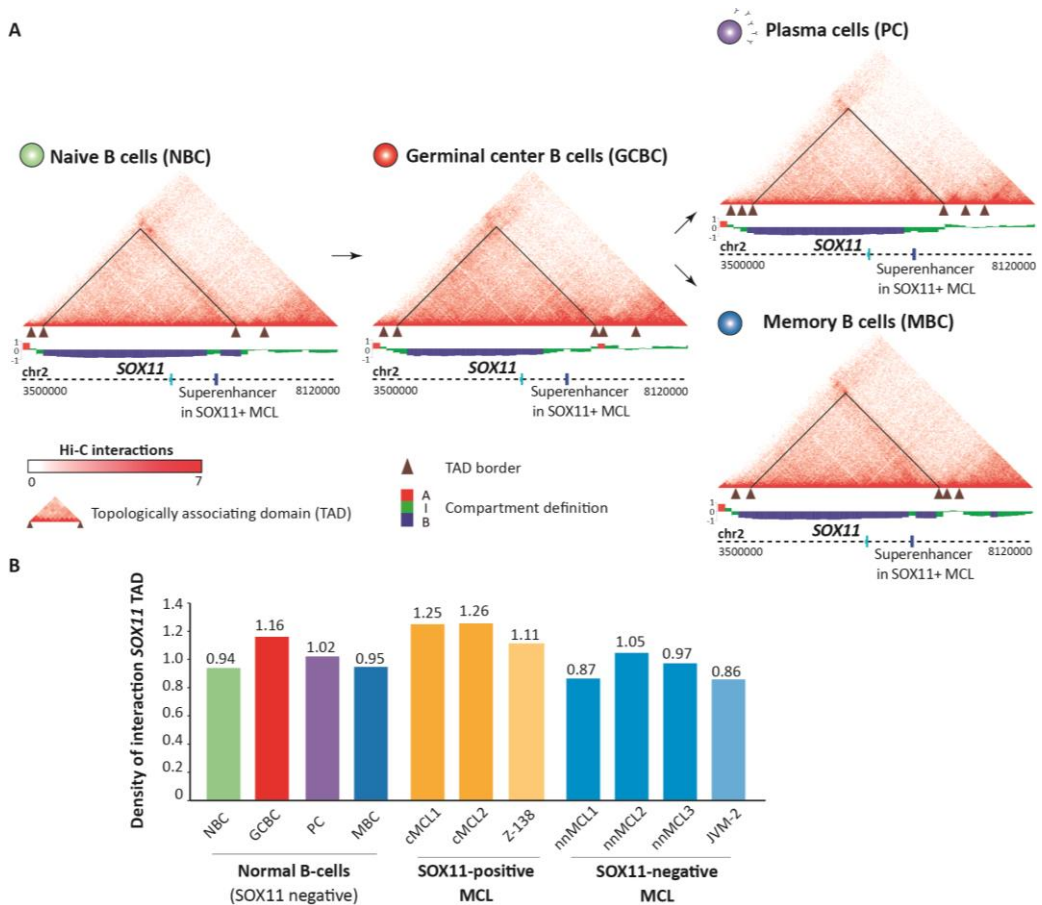 A
Plasma cells (PC)
1
0
-1
chr2
SOX11
3500000
8120000
Superenhancer
in SOX11+ MCL
Naive B cells (NBC)
1
0
-1
chr2
SOX11
3500000
8120000
Superenhancer
in SOX11+ MCL
Germinal center B cells (GCBC)
1
0
-1
chr2
SOX11
3500000
8120000
Superenhancer
in SOX11+ MCL
Memory B cells (MBC)
1
0
-1
chr2
SOX11
3500000
8120000
Superenhancer
in SOX11+ MCL
Hi-C interactions
0 7
Topologically associating domain (TAD)
TAD border
A
I
B
Compartment definition
B
Density of interaction SOX11 TAD
1.4
1.2
1.0
0.8
0.6
0.4
0.2
0
0.94
1.16
1.02
0.95
1.25
1.26
1.11
0.87
1.05
0.97
0.86
NBC
GCBC
PC
MBC
cMCL1
cMCL2
Z-138
nnMCL1
nnMCL2
nnMCL3
JVM-2
Normal B-cells
(SOX11 negative)
SOX11-positive
MCL
SOX11-negative
MCL